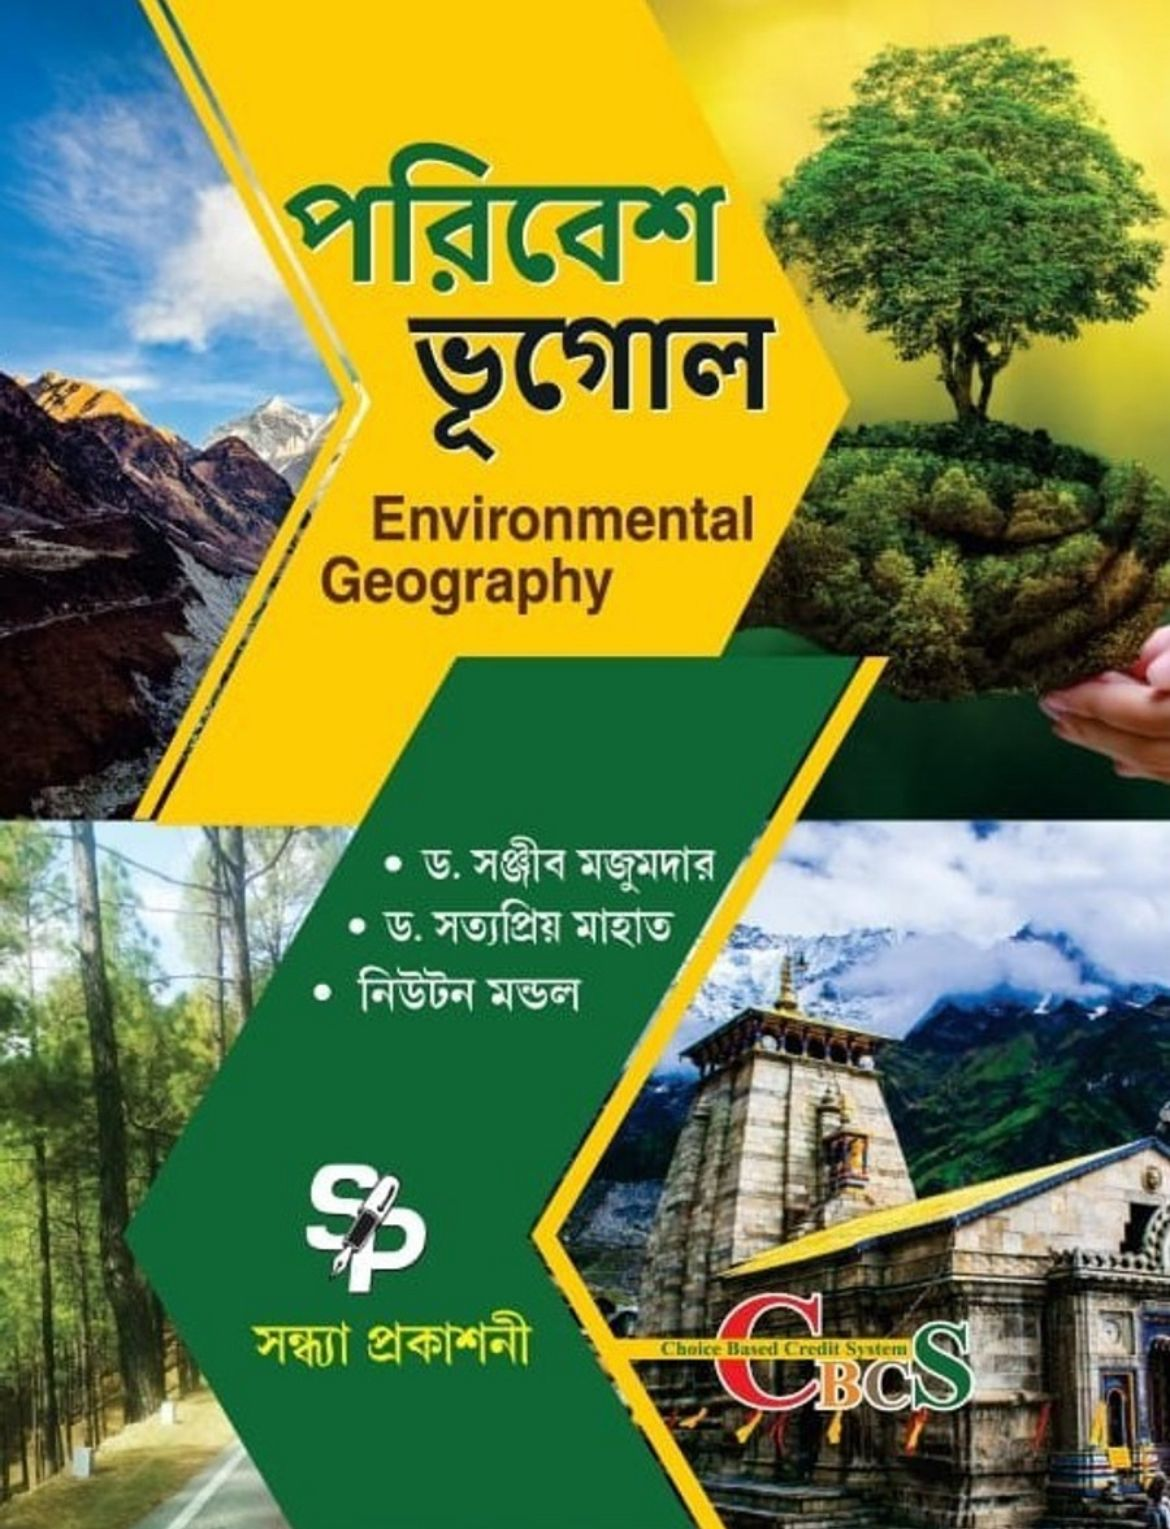 পরিবেশ
ভূগোল
Environmental
Geography
• ড. সঞ্জীব মজুমদার
• ড. সত্যপ্রিয় মাহাত
• নিউটন মন্ডল
SP
সন্ধ্যা প্রকাশনী
Choice Based Credit System
CBCS